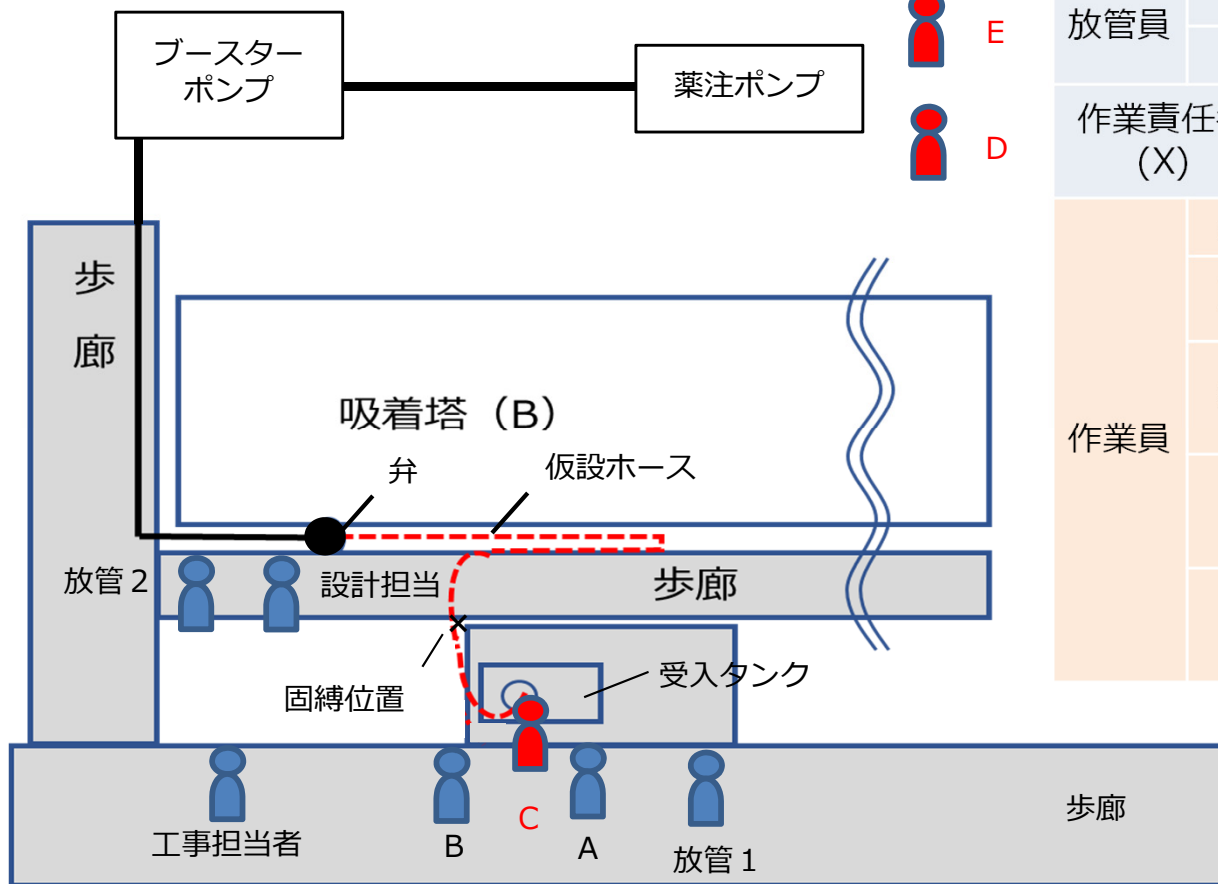 ブースター
ポンプ
薬注ポンプ
E
D
放管員
作業責任
(X)
作業員
歩
廊
吸着塔（B）
弁
仮設ホース
放管２
設計担当
歩廊
固縛位置
受入タンク
工事担当者
B
C
A
放管１
歩廊